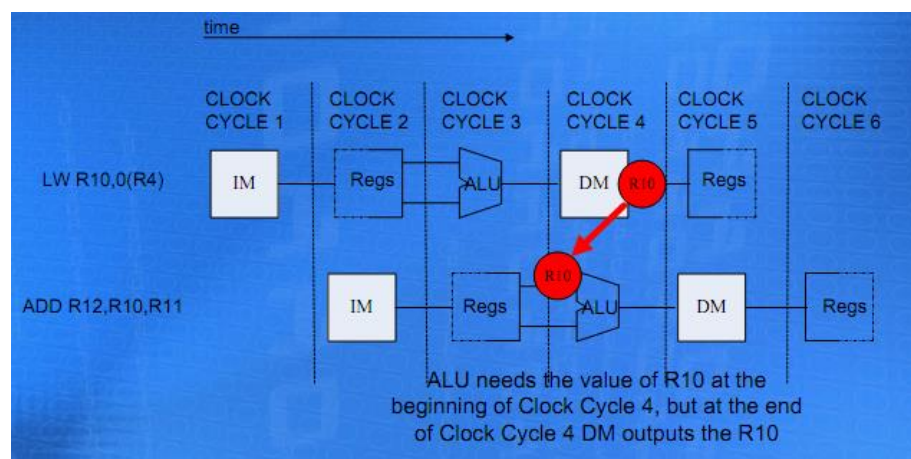 time
CLOCK CYCLE 1
CLOCK CYCLE 2
CLOCK CYCLE 3
CLOCK CYCLE 4
CLOCK CYCLE 5
CLOCK CYCLE 6
LW R10,0(R4)
IM
Regs
ALU
DM
R10
Regs
R10
ADD R12,R10,R11
IM
Regs
ALU
DM
Regs
ALU needs the value of R10 at the
beginning of Clock Cycle 4, but at the end
of Clock Cycle 4 DM outputs the R10